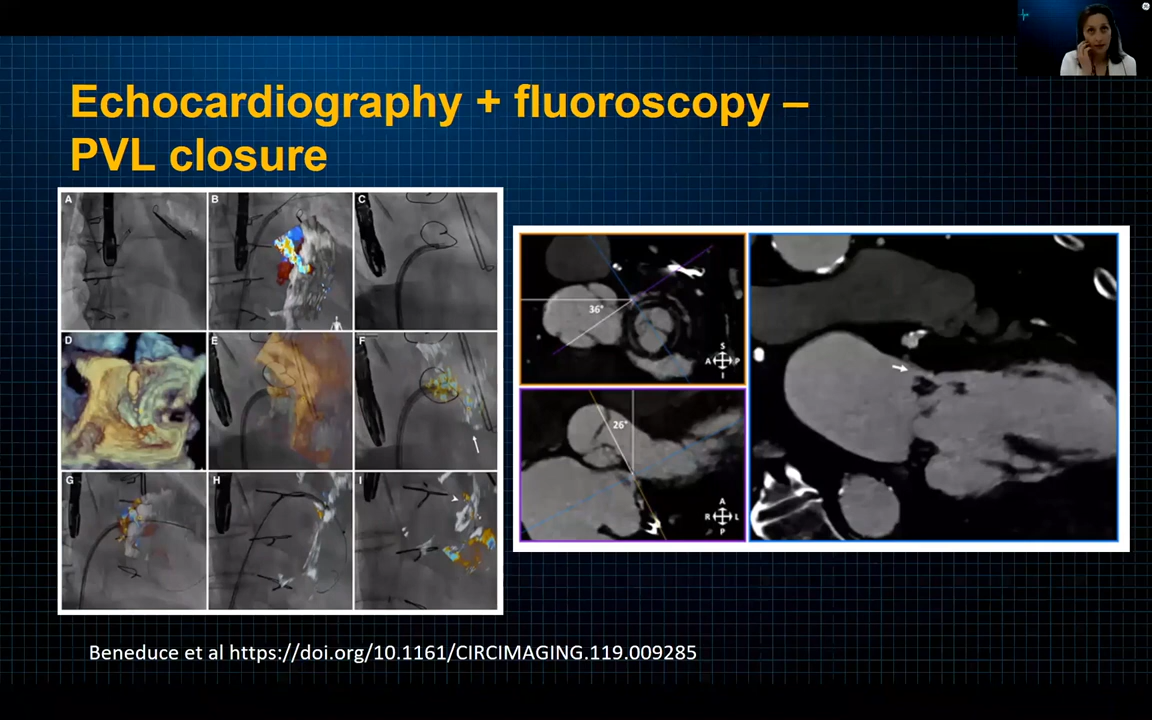 Echocardiography + fluoroscopy –
PVL closure
A
B
C
D
E
F
G
H
I
36°
S
A P
I
26°
A
R L
P
Beneduce et al https://doi.org/10.1161/CIRCIMAGING.119.009285